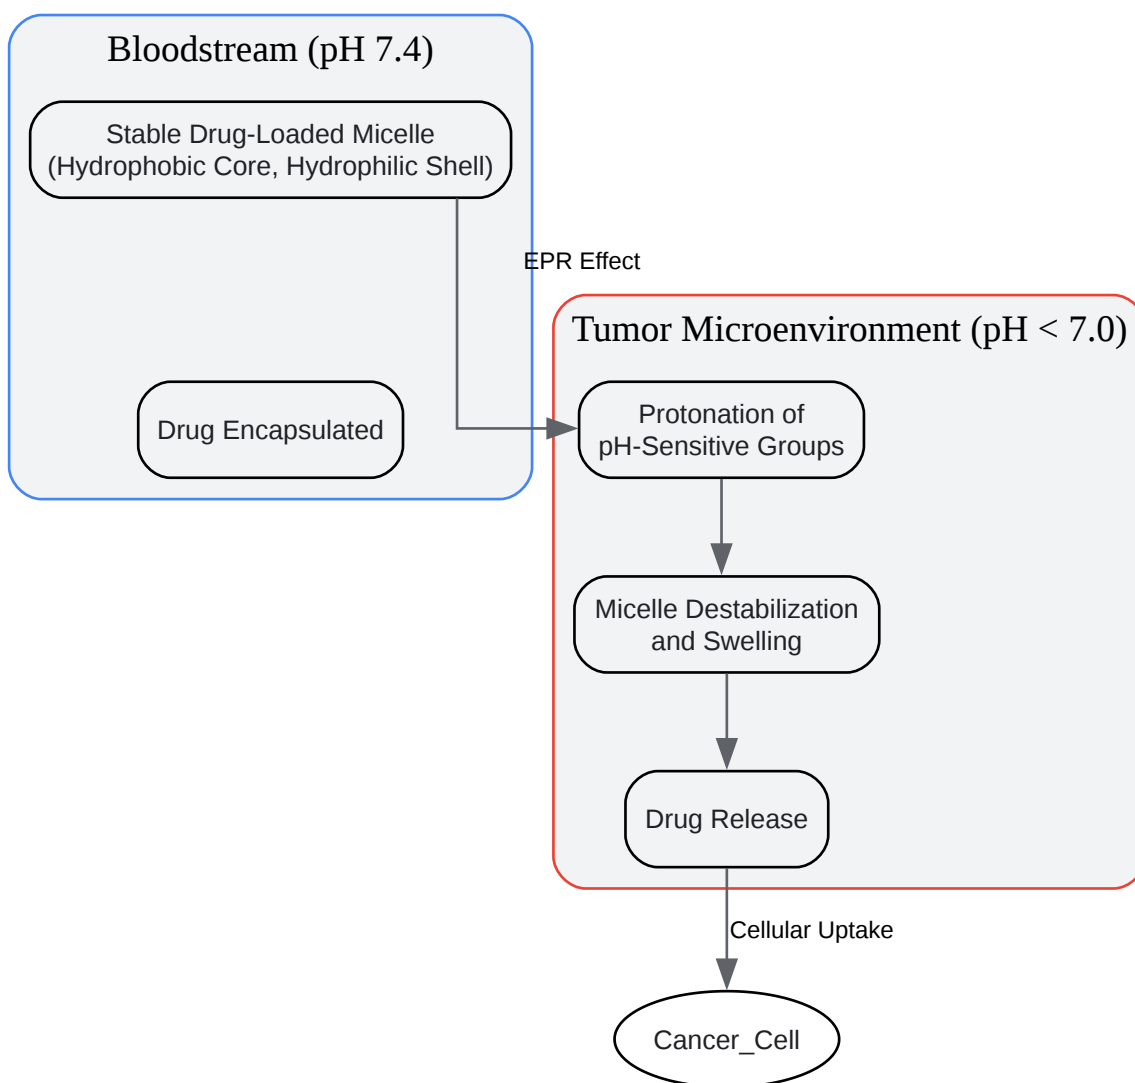 Bloodstream (pH 7.4)
Stable Drug-Loaded Micelle
(Hydrophobic Core, Hydrophilic Shell)
EPR Effect
Tumor Microenvironment (pH < 7.0)
Drug Encapsulated
Protonation of
pH-Sensitive Groups
Micelle Destabilization
and Swelling
Drug Release
Cellular Uptake
Cancer_Cell